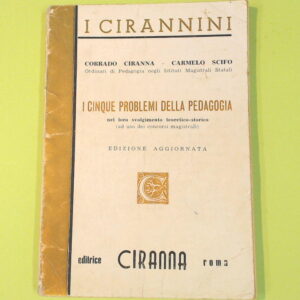 I CIRANNINI
CORRADO CIRANNA - CARMELO SCIFO
Ordinari di Pedagogia negli Istituti Magistrali Statali
I CINQUE PROBLEMI DELLA PEDAGOGIA
nel loro svolgimento teoretico-storico
(ad uso dei concorsi magistrali)
EDIZIONE AGGIORNATA
editrice CIRANNA roma